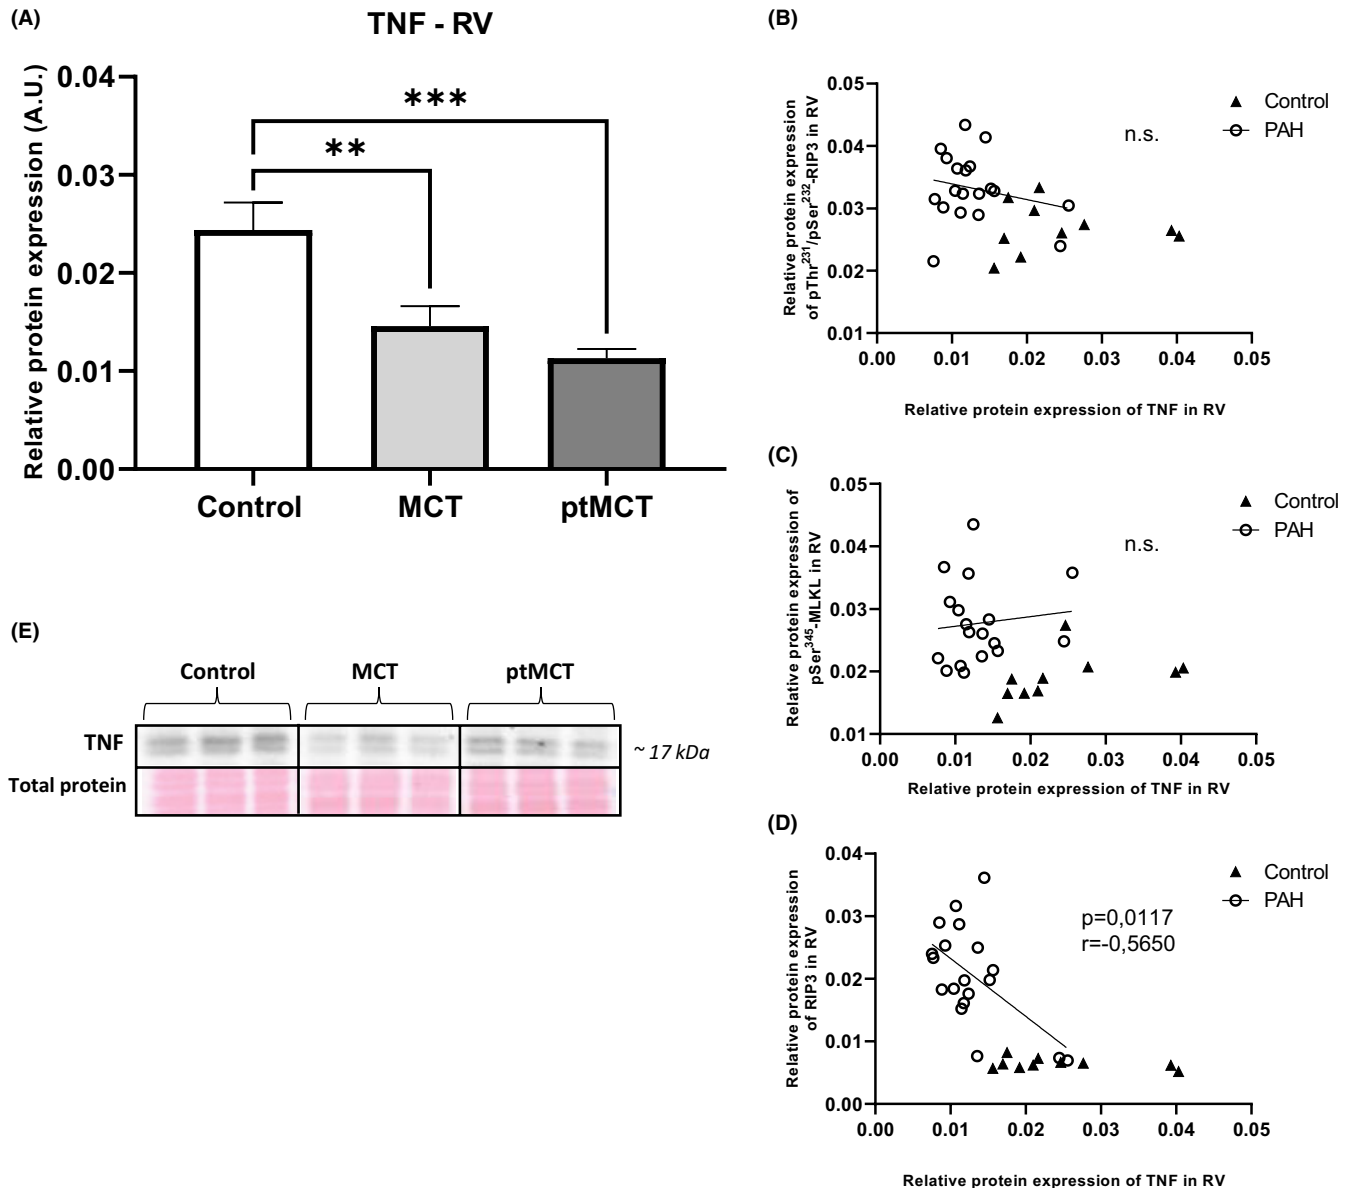 (A)
TNF - RV
Relative protein expression (A.U.)
0.04
0.03
0.02
0.01
0.00
***
**
Control MCT ptMCT
(B)
Relative protein expression
of pThr231/pSer232-RIP3 in RV
0.05
0.04
0.03
0.02
0.01
0.00 0.01 0.02 0.03 0.04 0.05
Relative protein expression of TNF in RV
n.s.
Control
PAH
(C)
Relative protein expression of
pSer345-MLKL in RV
0.05
0.04
0.03
0.02
0.01
0.00 0.01 0.02 0.03 0.04 0.05
Relative protein expression of TNF in RV
n.s.
Control
PAH
(E)
Control MCT ptMCT
TNF
~ 17 kDa
Total protein
(D)
Relative protein expression
of RIP3 in RV
0.04
0.03
0.02
0.01
0.00
0.00 0.01 0.02 0.03 0.04 0.05
Relative protein expression of TNF in RV
p=0,0117
r=-0,5650
Control
PAH